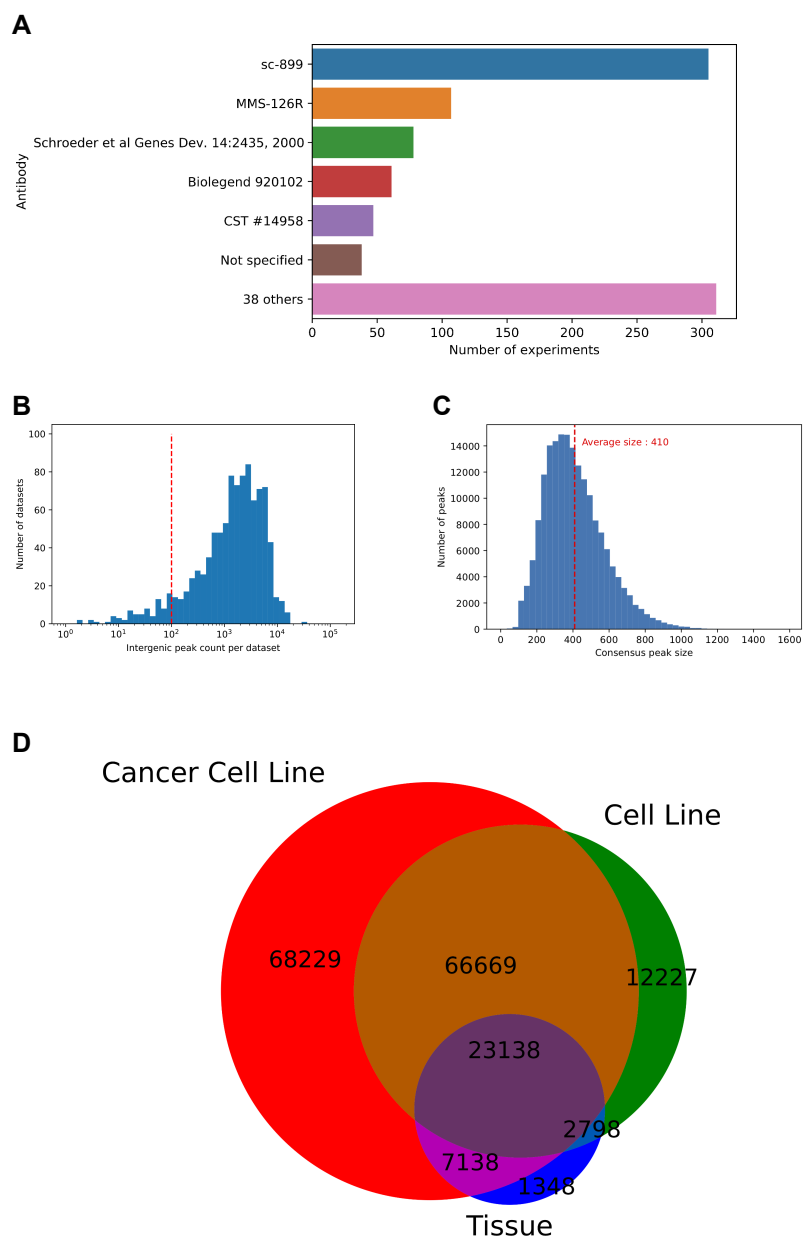 A
Antibody
sc-899
MMS-126R
Schroeder et al Genes Dev. 14:2435, 2000
Biolegend 920102
CST #14958
Not specified
38 others
0 50 100 150 200 250 300
Number of experiments
B
Number of datasets
100
80
60
40
20
0
10^0 10^1 10^2 10^3 10^4 10^5
Intergenic peak count per dataset
C
Number of peaks
Average size : 410
14000
12000
10000
8000
6000
4000
2000
0
0 200 400 600 800 1000 1200 1400 1600
Consensus peak size
D
Cancer Cell Line
Cell Line
68229
66669
12227
23138
2798
7138
1348
Tissue